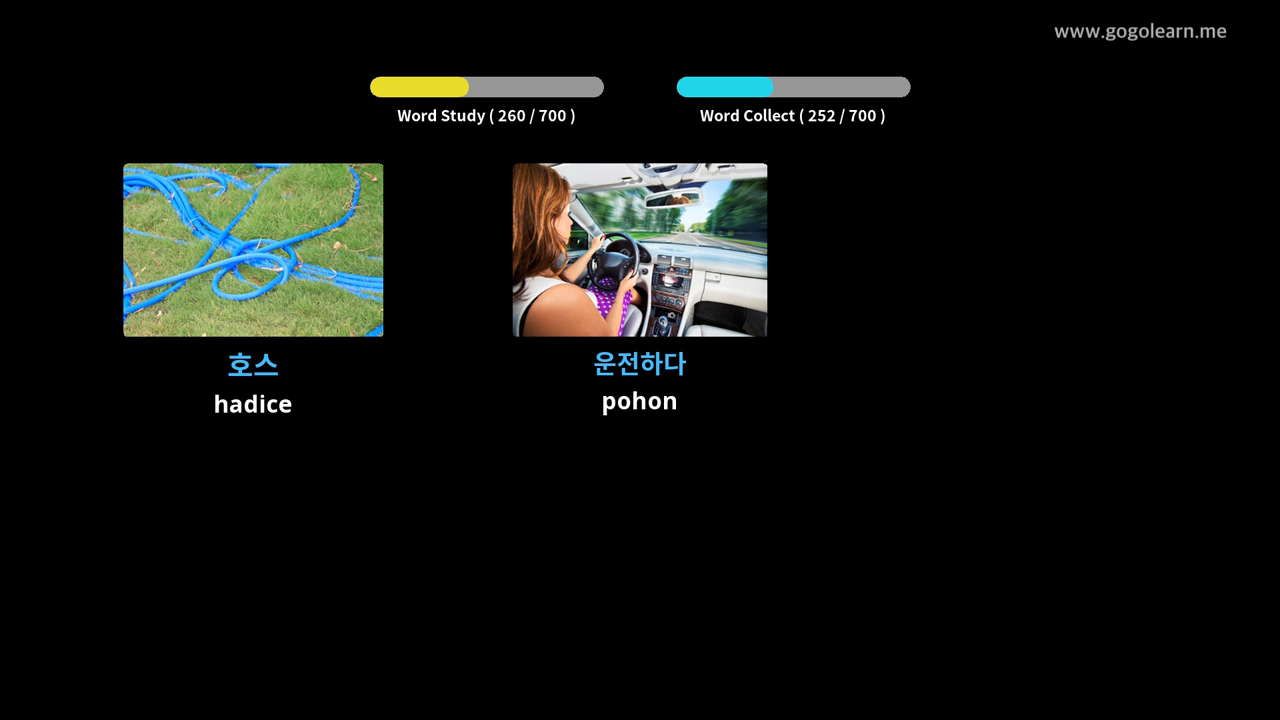 www.gogolearn.me
Word Study ( 260 / 700 )
Word Collect ( 252 / 700 )
호스
hadice
운전하다
pohon